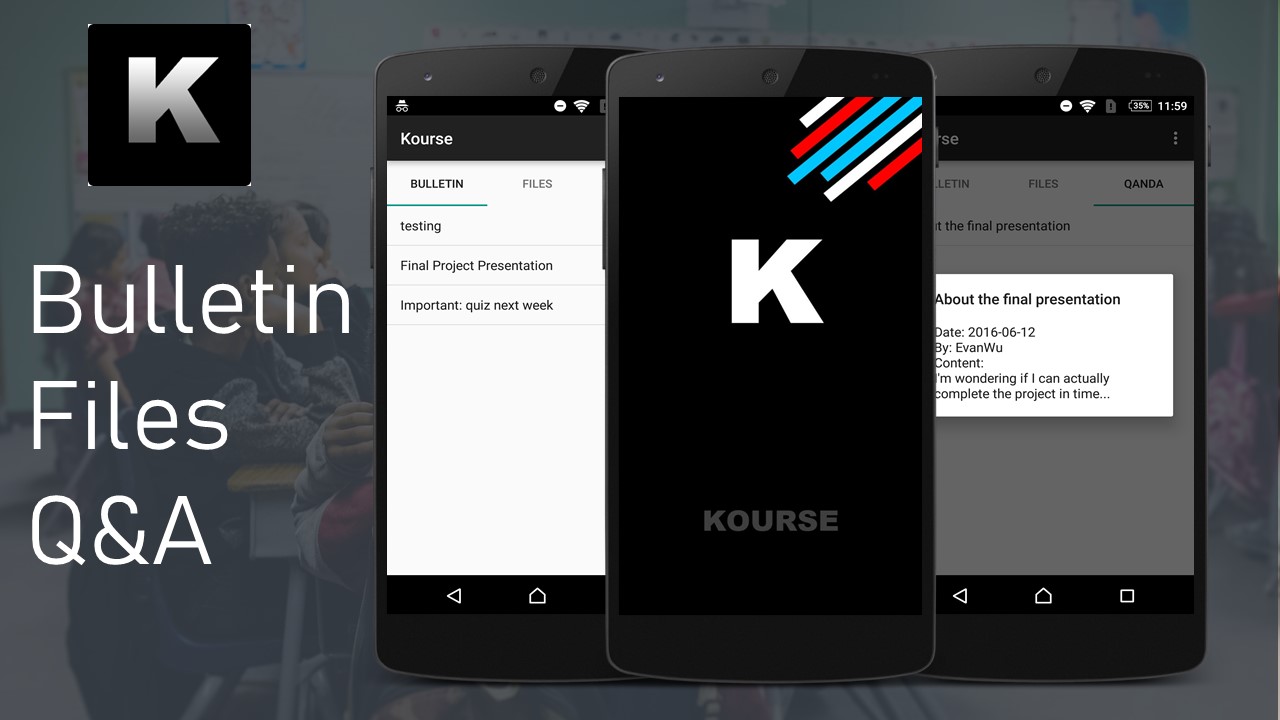 K
Bulletin
Files
Q&A
Kourse
BULLETIN FILES
testing
Final Project Presentation
Important: quiz next week
K
KOURSE
35% 11:59
rse
LLETIN FILES QANDA
ut the final presentation
About the final presentation
Date: 2016-06-12
By: EvanWu
Content:
I'm wondering if I can actually
complete the project in time...